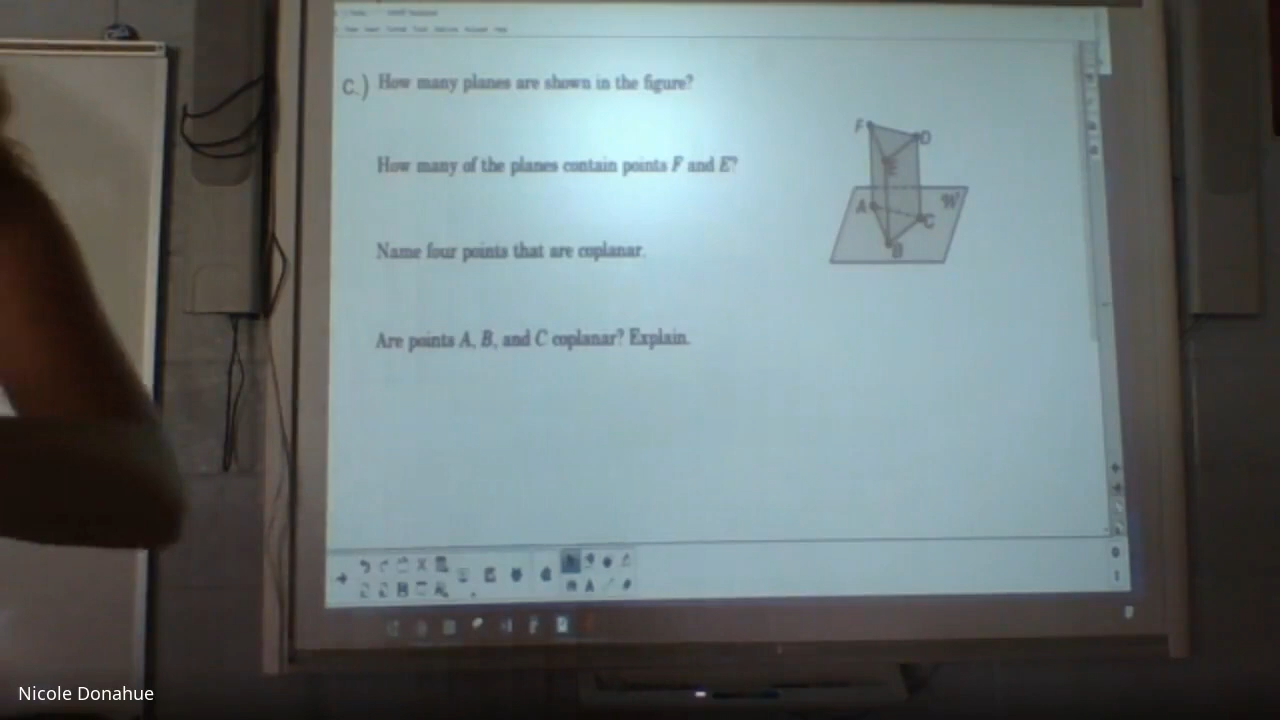 C.) How many planes are shown in the figure?
How many of the planes contain points F and E?
Name four points that are coplanar.
Are points A, B, and C coplanar? Explain.
F
D
E
A
W
C
B
Nicole Donahue